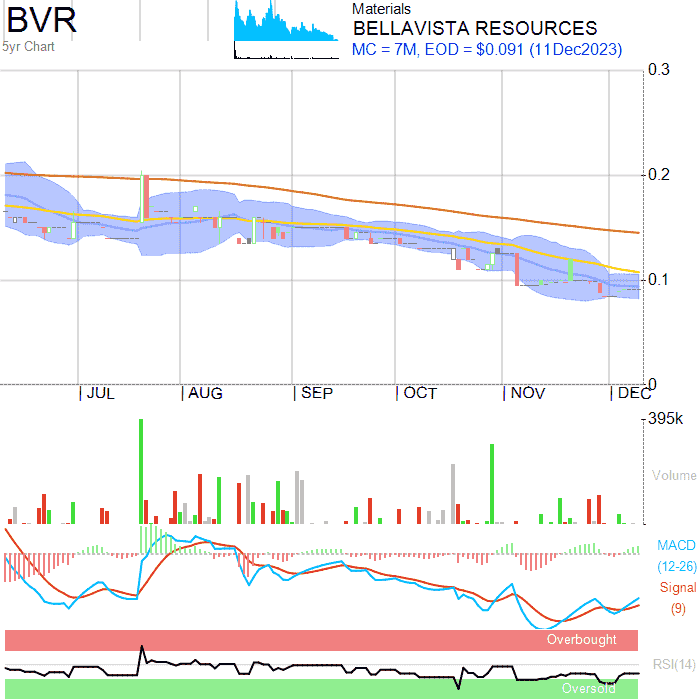 BVR
5yr Chart
Materials
BELLAVISTA RESOURCES
MC = 7M, EOD = $0.091 (11Dec2023)
0.3
0.2
0.1
0
| JUL | AUG | SEP | OCT | NOV | DEC
395k
Volume
MACD
(12-26)
Signal
(9)
Overbought
RSI(14)
Oversold